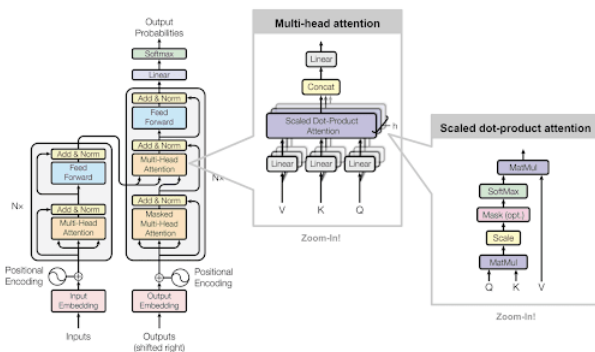 Output
Probabilities
Softmax
Linear
Add & Norm
Feed
Forward
Add & Norm
Multi-Head
Attention
Add & Norm
Masked
Multi-Head
Attention
N×
Add & Norm
Feed
Forward
Add & Norm
Multi-Head
Attention
N×
Positional
Encoding
Positional
Encoding
Input
Embedding
Output
Embedding
Inputs
Outputs
(shifted right)
Multi-head attention
Linear
Concat
Scaled Dot-Product
Attention
h
Linear
Linear
Linear
V
K
Q
Zoom-In!
Scaled dot-product attention
MatMul
SoftMax
Mask (opt.)
Scale
MatMul
Q
K
V
Zoom-In!